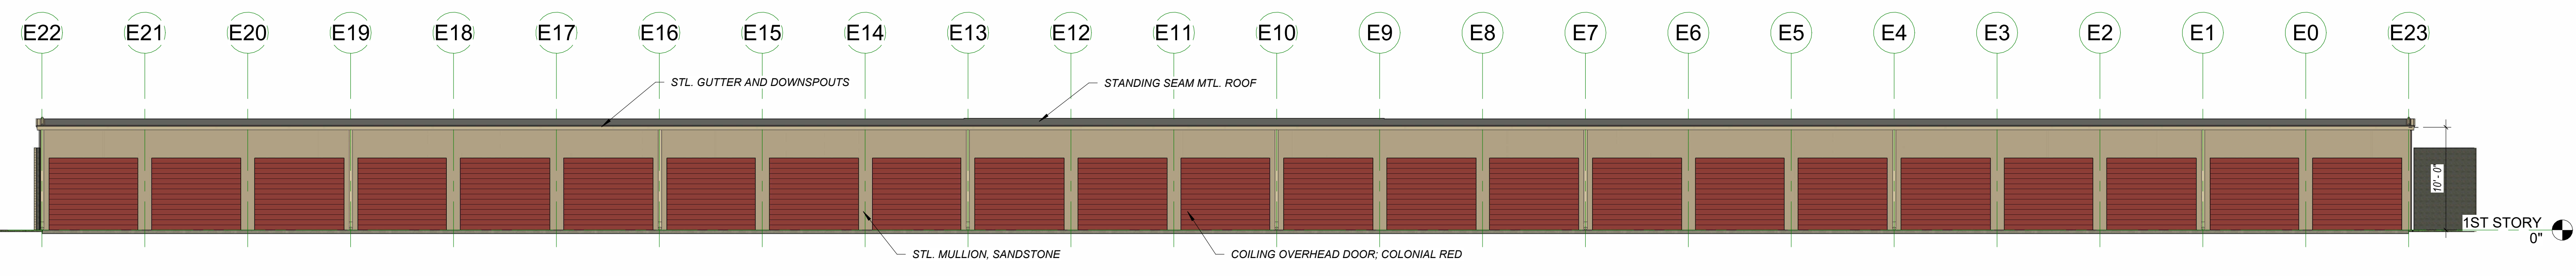 E22 E21 E20 E19 E18 E17 E16 E15 E14 E13 E12 E11 E10 E9 E8 E7 E6 E5 E4 E3 E2 E1 E0 E23
STL. GUTTER AND DOWNSPOUTS
STANDING SEAM MTL. ROOF
10' - 0"
1ST STORY
0"
STL. MULLION, SANDSTONE
COILING OVERHEAD DOOR; COLONIAL RED